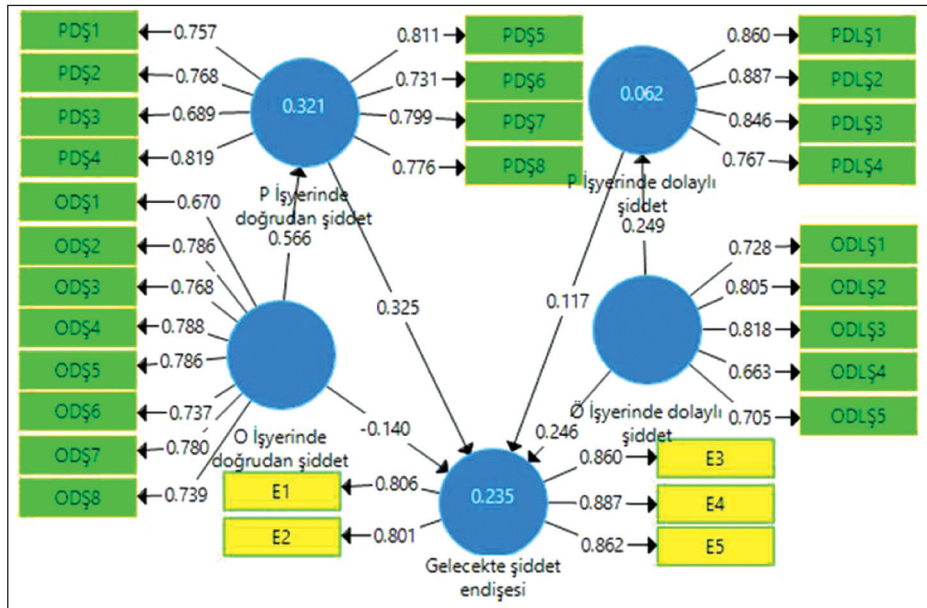 PDŞ1
0.757
PDŞ2
0.768
PDŞ3
0.689
PDŞ4
0.819
0.321
0.811
PDŞ5
0.731
PDŞ6
0.799
PDŞ7
0.776
PDŞ8
P İşyerinde
doğrudan şiddet
0.566
0.062
0.860
PDLŞ1
0.887
PDLŞ2
0.846
PDLŞ3
0.767
PDLŞ4
P İşyerinde dolaylı
şiddet
0.249
ODŞ1
0.670
ODŞ2
0.786
ODŞ3
0.768
ODŞ4
0.788
ODŞ5
0.786
ODŞ6
0.737
ODŞ7
0.780
ODŞ8
0.739
O İşyerinde
doğrudan şiddet
0.325
0.117
-0.140
0.246
0.728
ODLŞ1
0.805
ODLŞ2
0.818
ODLŞ3
0.663
ODLŞ4
0.705
ODLŞ5
Ö İşyerinde dolaylı
şiddet
E1
0.806
E2
0.801
0.235
0.860
E3
0.887
E4
0.862
E5
Gelecekte şiddet
endişesi